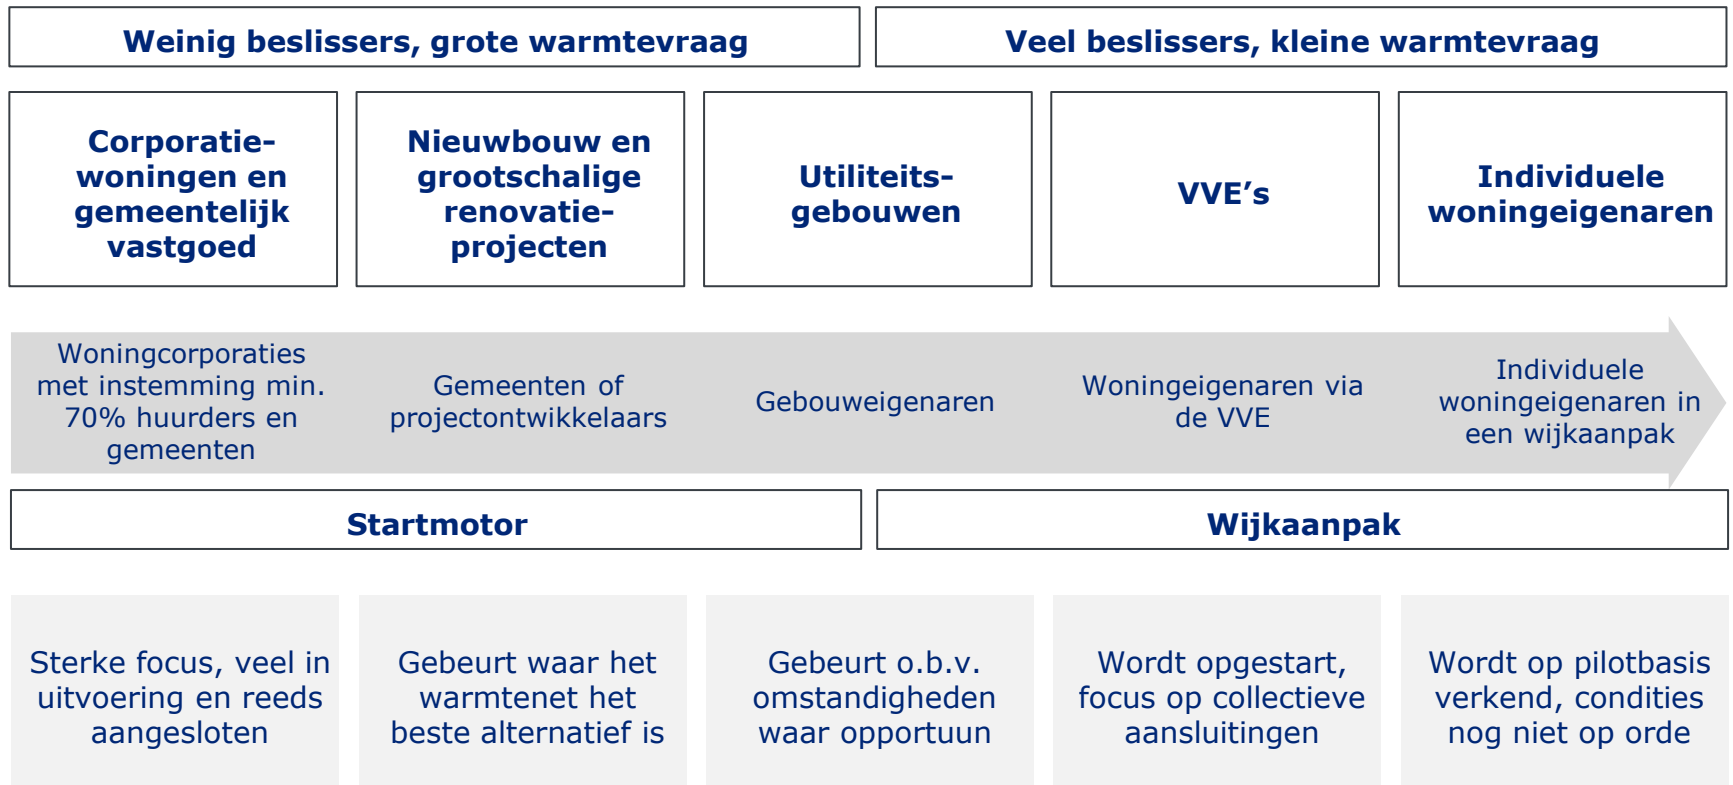 Weinig beslissers, grote warmtevraag
Veel beslissers, kleine warmtevraag
Corporatie-
woningen en
gemeentelijk
vastgoed
Nieuwbouw en
grootschalige
renovatie-
projecten
Utiliteits-
gebouwen
VVE’s
Individuele
woningeigenaren
Woningcorporaties
met instemming min.
70% huurders en
gemeenten
Gemeenten of
projectontwikkelaars
Gebouweigenaren
Woningeigenaren via
de VVE
Individuele
woningeigenaren in
een wijkaanpak
Startmotor
Wijkaanpak
Sterke focus, veel in
uitvoering en reeds
aangesloten
Gebeurt waar het
warmtenet het
beste alternatief is
Gebeurt o.b.v.
omstandigheden
waar opportuun
Wordt opgestart,
focus op collectieve
aansluitingen
Wordt op pilotbasis
verkend, condities
nog niet op orde